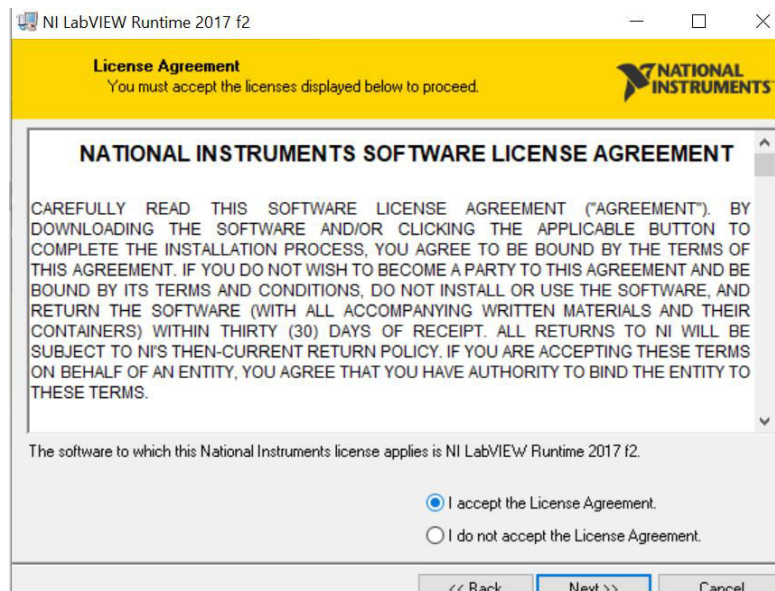 NI LabVIEW Runtime 2017 f2
License Agreement
You must accept the licenses displayed below to proceed.
NATIONAL
INSTRUMENTS
NATIONAL INSTRUMENTS SOFTWARE LICENSE AGREEMENT
CAREFULLY READ THIS SOFTWARE LICENSE AGREEMENT ("AGREEMENT"). BY
DOWNLOADING THE SOFTWARE AND/OR CLICKING THE APPLICABLE BUTTON TO
COMPLETE THE INSTALLATION PROCESS, YOU AGREE TO BE BOUND BY THE TERMS OF
THIS AGREEMENT. IF YOU DO NOT WISH TO BECOME A PARTY TO THIS AGREEMENT AND BE
BOUND BY ITS TERMS AND CONDITIONS, DO NOT INSTALL OR USE THE SOFTWARE, AND
RETURN THE SOFTWARE (WITH ALL ACCOMPANYING WRITTEN MATERIALS AND THEIR
CONTAINERS) WITHIN THIRTY (30) DAYS OF RECEIPT. ALL RETURNS TO NI WILL BE
SUBJECT TO NI'S THEN-CURRENT RETURN POLICY. IF YOU ARE ACCEPTING THESE TERMS
ON BEHALF OF AN ENTITY, YOU AGREE THAT YOU HAVE AUTHORITY TO BIND THE ENTITY TO
THESE TERMS.
The software to which this National Instruments license applies is NI LabVIEW Runtime 2017 f2.
I accept the License Agreement.
I do not accept the License Agreement.
<< Back Next >> Cancel